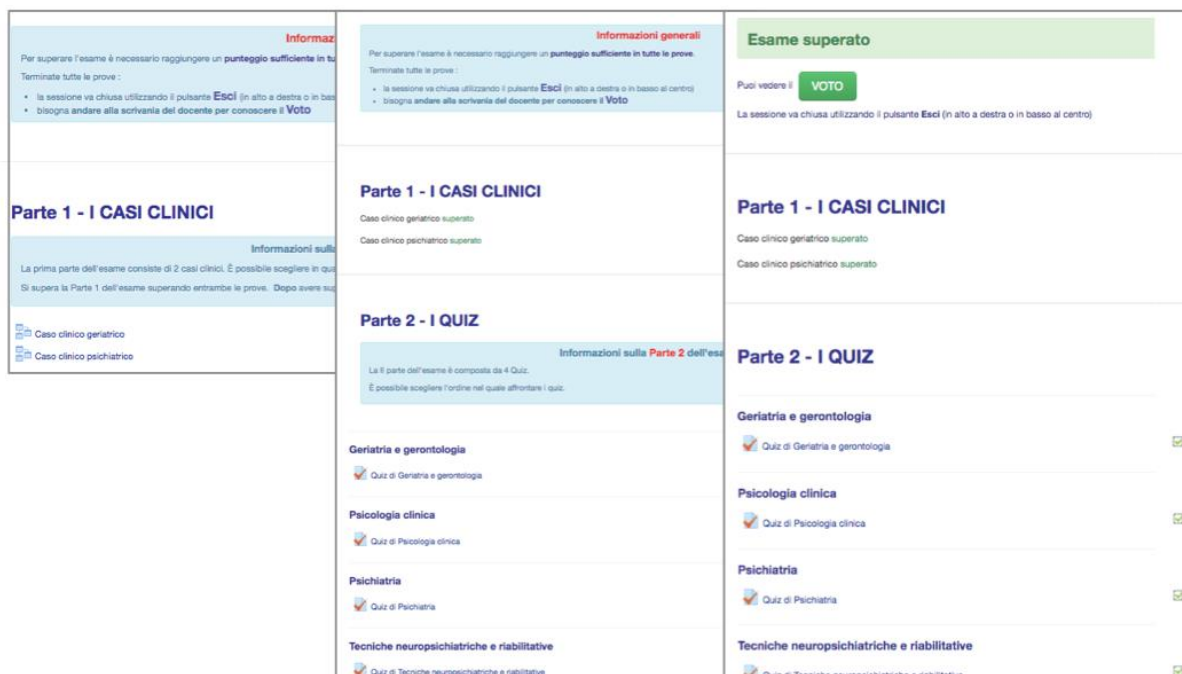 Informaz
Per superare l'esame è necessario raggiungere un punteggio sufficiente in tu
Terminate tutte le prove :
• la sessione va chiusa utilizzando il pulsante Esci (in alto a destra o in bas
• bisogna andare alla scrivania del docente per conoscere il Voto
Parte 1 - I CASI CLINICI
Informazioni sulla
La prima parte dell'esame consiste di 2 casi clinici. È possibile scegliere in qua
Si supera la Parte 1 dell'esame superando entrambe le prove. Dopo avere sup
Caso clinico geriatrico
Caso clinico psichiatrico
Informazioni generali
Per superare l'esame è necessario raggiungere un punteggio sufficiente in tutte le prove.
Terminate tutte le prove :
• la sessione va chiusa utilizzando il pulsante Esci (in alto a destra o in basso al centro)
• bisogna andare alla scrivania del docente per conoscere il Voto
Parte 1 - I CASI CLINICI
Caso clinico geriatrico superato
Caso clinico psichiatrico superato
Parte 2 - I QUIZ
Informazioni sulla Parte 2 dell'esa
La II parte dell'esame è composta da 4 Quiz.
È possibile scegliere l'ordine nel quale affrontare i quiz.
Geriatria e gerontologia
Quiz di Geriatria e gerontologia
Psicologia clinica
Quiz di Psicologia clinica
Psichiatria
Quiz di Psichiatria
Tecniche neuropsichiatriche e riabilitative
Quiz di Tecniche neuropsichiatriche e riabilitative
Esame superato
Puoi vedere il VOTO
La sessione va chiusa utilizzando il pulsante Esci (in alto a destra o in basso al centro)
Parte 1 - I CASI CLINICI
Caso clinico geriatrico superato
Caso clinico psichiatrico superato
Parte 2 - I QUIZ
Geriatria e gerontologia
Quiz di Geriatria e gerontologia
Psicologia clinica
Quiz di Psicologia clinica
Psichiatria
Quiz di Psichiatria
Tecniche neuropsichiatriche e riabilitative
Quiz di Tecniche neuropsichiatriche e riabilitative